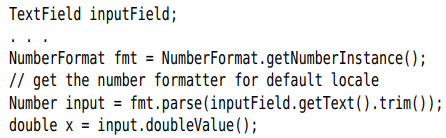 TextField inputField;
. . .
NumberFormat fmt = NumberFormat.getNumberInstance();
// get the number formatter for default locale
Number input = fmt.parse(inputField.getText().trim());
double x = input.doubleValue();